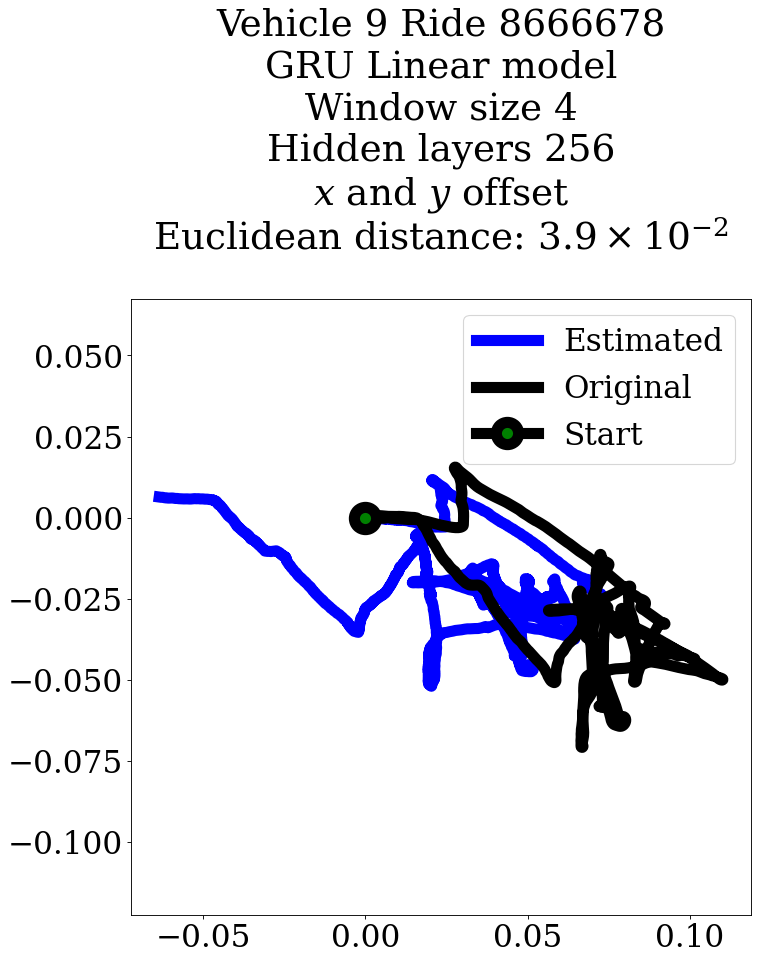 Vehicle 9 Ride 8666678
GRU Linear model
Window size 4
Hidden layers 256
x and y offset
Euclidean distance: 3.9 × 10⁻²
Estimated
Original
Start
0.050
0.025
0.000
−0.025
−0.050
−0.075
−0.100
−0.05 0.00 0.05 0.10